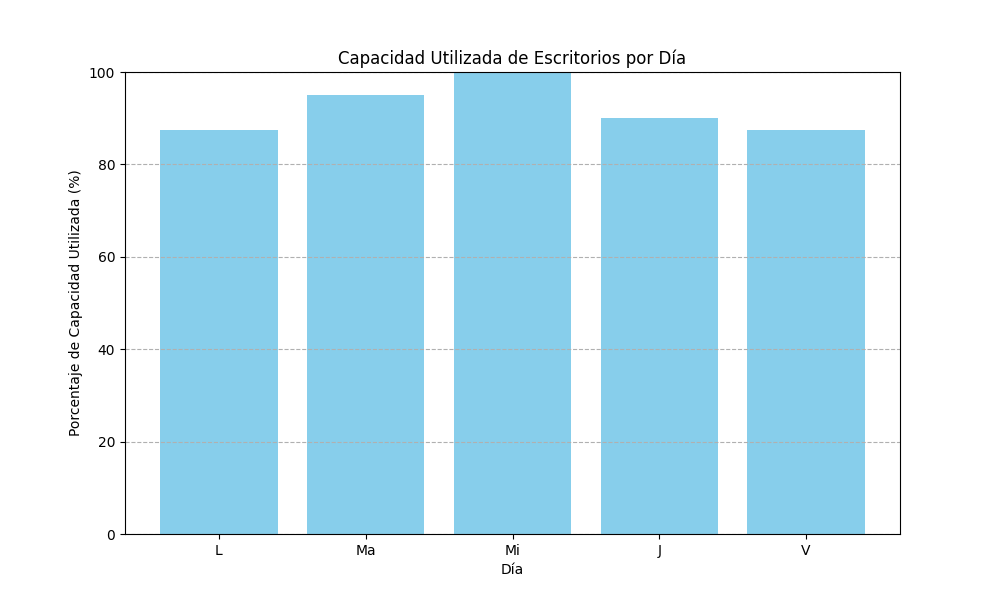 Capacidad Utilizada de Escritorios por Día
Porcentaje de Capacidad Utilizada (%)
100
80
60
40
20
0
L Ma Mi J V
Día